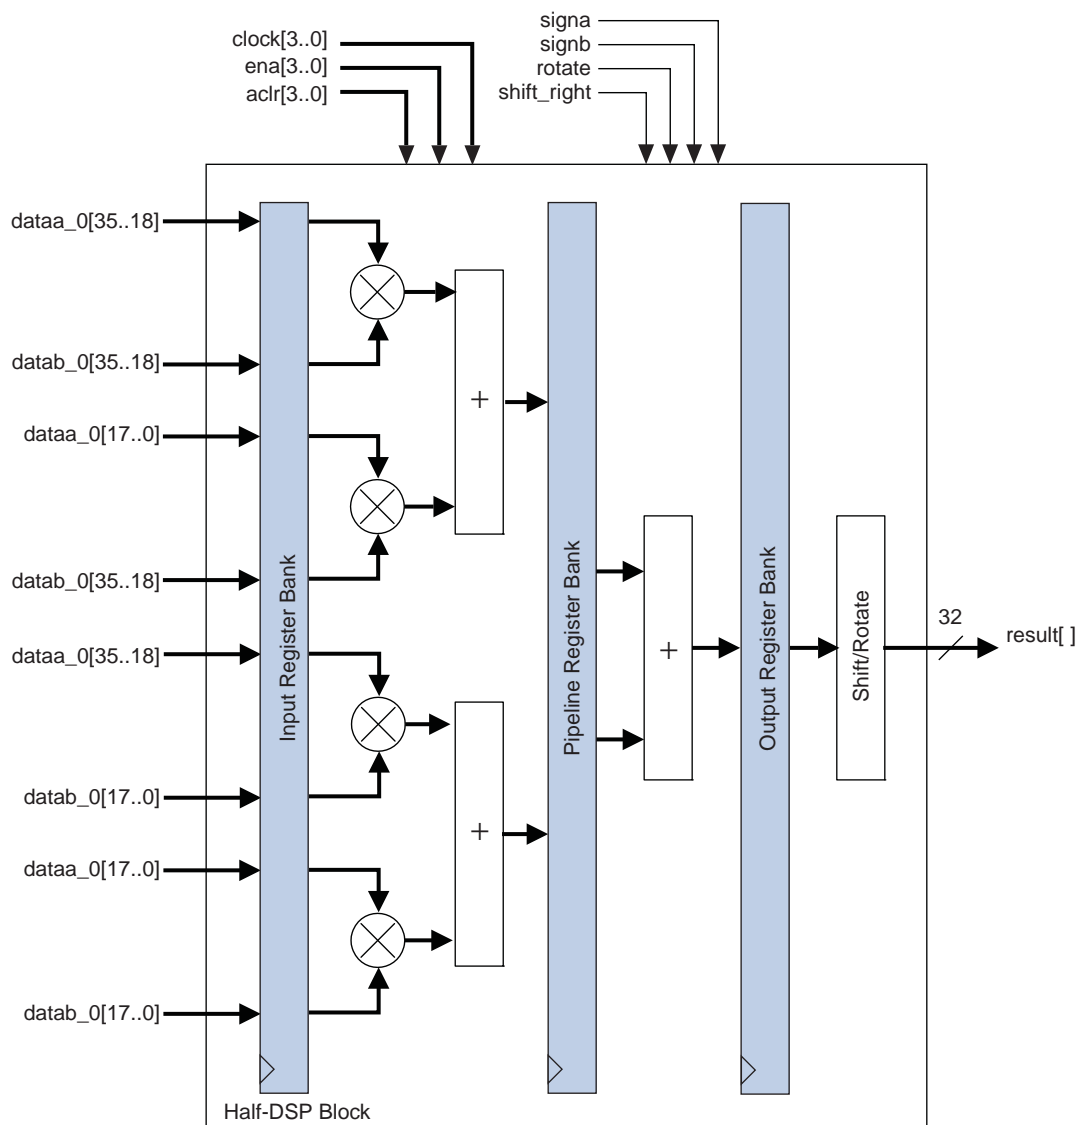 signa
clock[3..0]
signb
ena[3..0]
rotate
aclr[3..0]
shift_right
dataa_0[35..18]
datab_0[35..18]
+
dataa_0[17..0]
datab_0[35..18]
Input Register Bank
Pipeline Register Bank
Output Register Bank
Shift/Rotate
32
result[ ]
dataa_0[35..18]
+
datab_0[17..0]
+
dataa_0[17..0]
datab_0[17..0]
Half-DSP Block